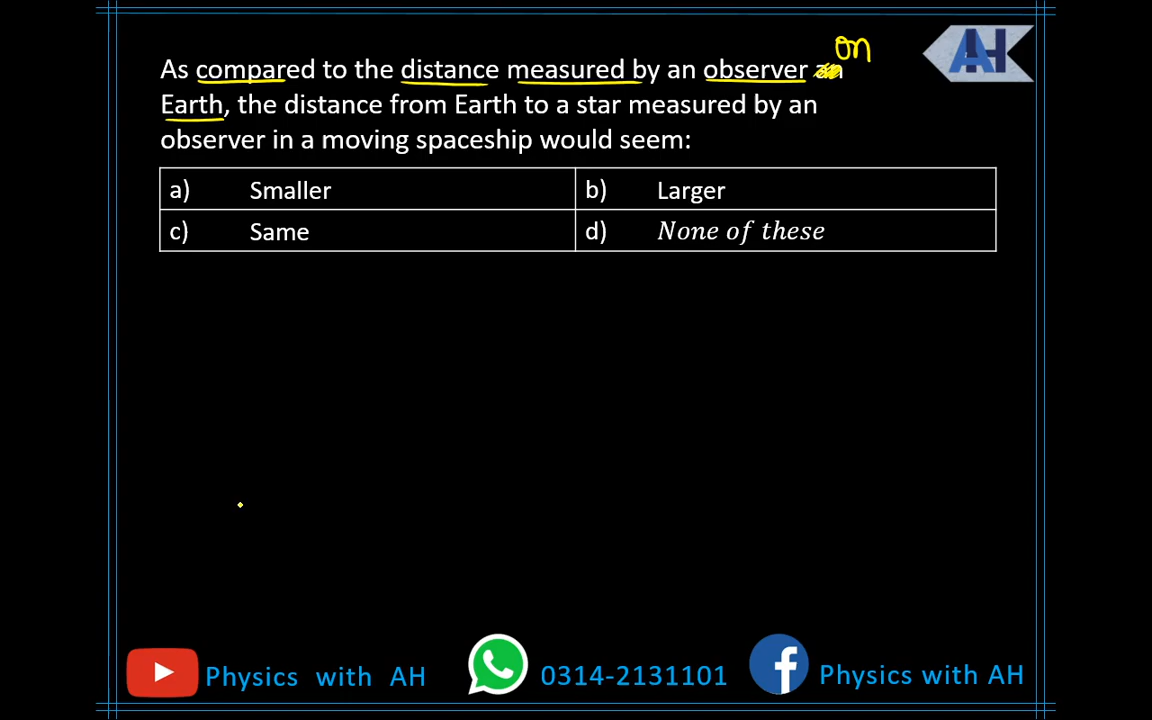 on
As compared to the distance measured by an observer
Earth, the distance from Earth to a star measured by an
observer in a moving spaceship would seem:
a) Smaller b) Larger
c) Same d) None of these
AH
Physics with AH 0314-2131101 Physics with AH